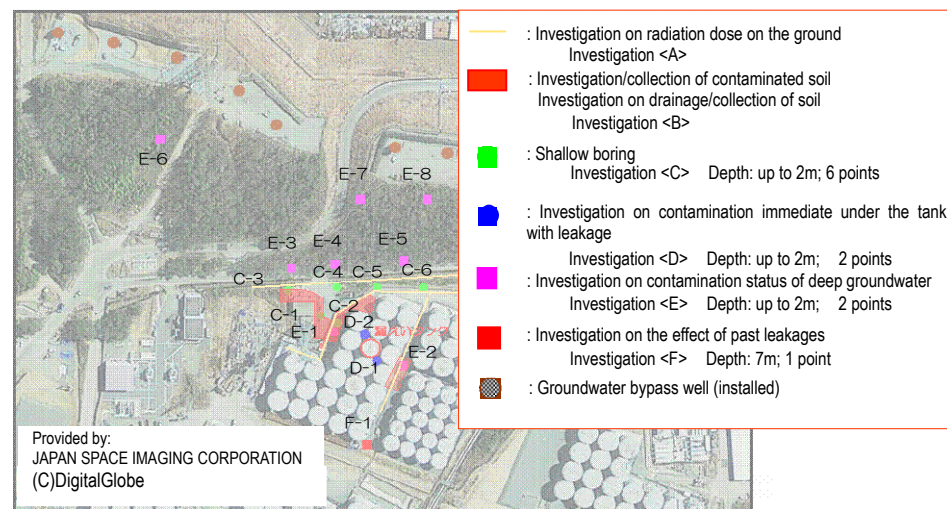 : Investigation on radiation dose on the ground
Investigation <A>
: Investigation/collection of contaminated soil
Investigation on drainage/collection of soil
Investigation <B>
: Shallow boring
Investigation <C> Depth: up to 2m; 6 points
: Investigation on contamination immediate under the tank
with leakage
Investigation <D> Depth: up to 2m; 2 points
: Investigation on contamination status of deep groundwater
Investigation <E> Depth: up to 2m; 2 points
: Investigation on the effect of past leakages
Investigation <F> Depth: 7m; 1 point
: Groundwater bypass well (installed)
E-6
E-7 E-8
E-3 E-4 E-5
C-3 C-4 C-5 C-6
C-1 C-2
E-1 D-2
E-2
D-1
F-1
Provided by:
JAPAN SPACE IMAGING CORPORATION
(C)DigitalGlobe